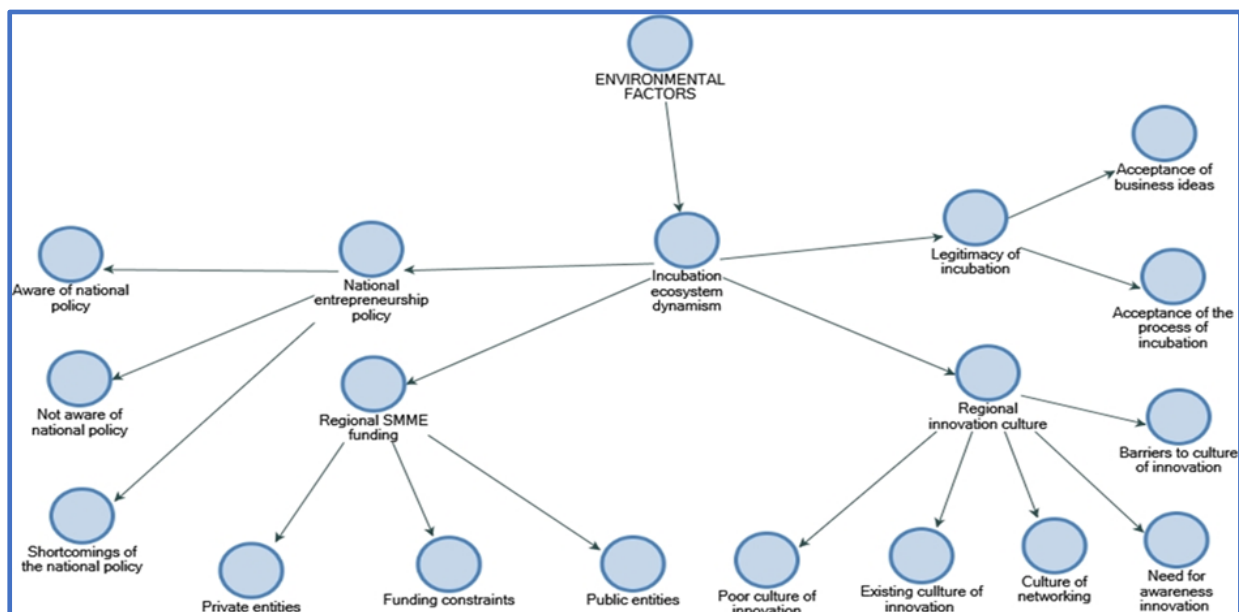 ENVIRONMENTAL
FACTORS
Acceptance of
business ideas
Aware of national
policy
National
entrepreneurship
policy
Incubation
ecosystem
dynamism
Legitimacy of
incubation
Acceptance of the
process of
incubation
Not aware of
national policy
Regional SMME
funding
Regional
innovation culture
Barriers to culture
of innovation
Shortcomings of
the national policy
Private entities
Funding constraints
Public entities
Poor culture of
innovation
Existing culture of
innovation
Culture of
networking
Need for
awareness
innovation